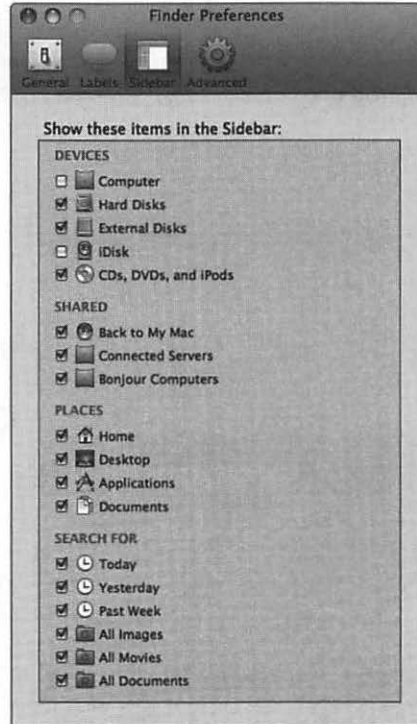 Finder Preferences
General Labels Sidebar Advanced
Show these items in the Sidebar:
DEVICES
Computer
Hard Disks
External Disks
iDisk
CDs, DVDs, and iPods
SHARED
Back to My Mac
Connected Servers
Bonjour Computers
PLACES
Home
Desktop
Applications
Documents
SEARCH FOR
Today
Yesterday
Past Week
All Images
All Movies
All Documents